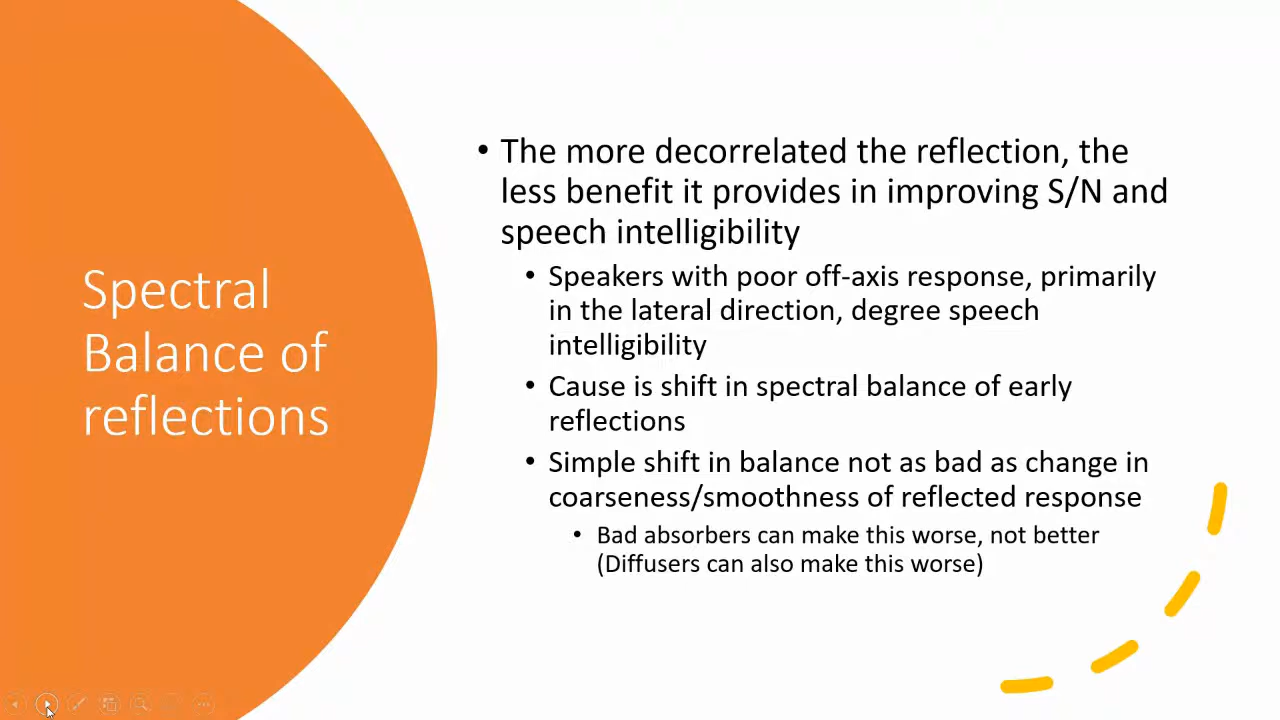 Spectral
Balance of
reflections
• The more decorrelated the reflection, the
less benefit it provides in improving S/N and
speech intelligibility
• Speakers with poor off-axis response, primarily
in the lateral direction, degree speech
intelligibility
• Cause is shift in spectral balance of early
reflections
• Simple shift in balance not as bad as change in
coarseness/smoothness of reflected response
• Bad absorbers can make this worse, not better
(Diffusers can also make this worse)